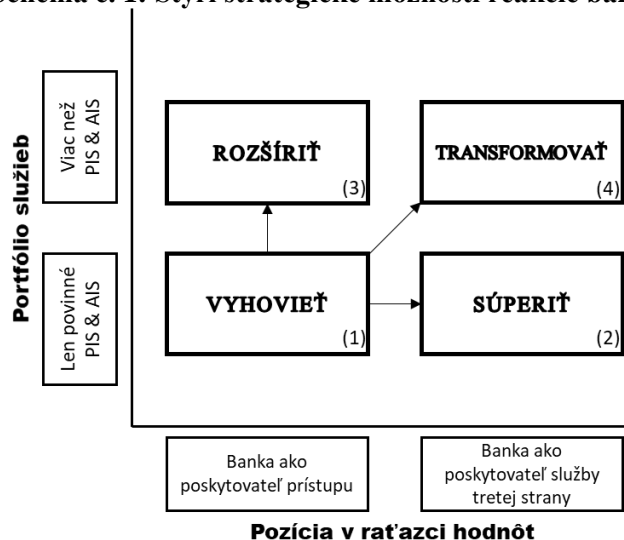 Schéma č. 1: Štyri strategické možnosti reakcie
Viac než
PIS & AIS
Portfólio služieb
Len povinné
PIS & AIS
ROZŠÍRIŤ
(3)
TRANSFORMOVAŤ
(4)
VYHOVIEŤ
(1)
SÚPERIŤ
(2)
Banka ako
poskytovateľ prístupu
Banka ako
poskytovateľ služby
tretej strany
Pozícia v raťazci hodnôt